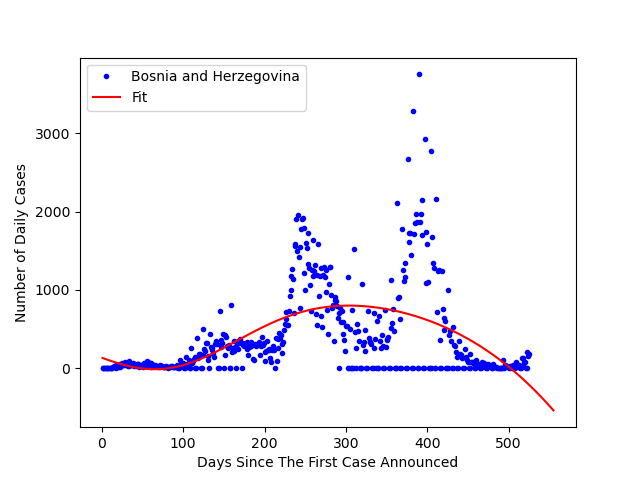 Bosnia and Herzegovina
Fit
3000
2000
1000
0
Number of Daily Cases
0 100 200 300 400 500
Days Since The First Case Announced